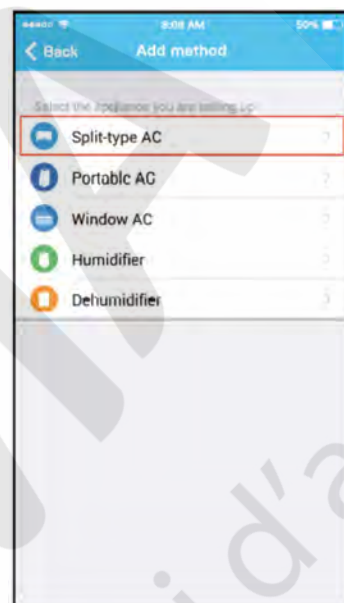 8:08 AM 50%
Back Add method
Select the appliance you are setting up
Split-type AC
Portable AC
Window AC
Humidifier
Dehumidifier